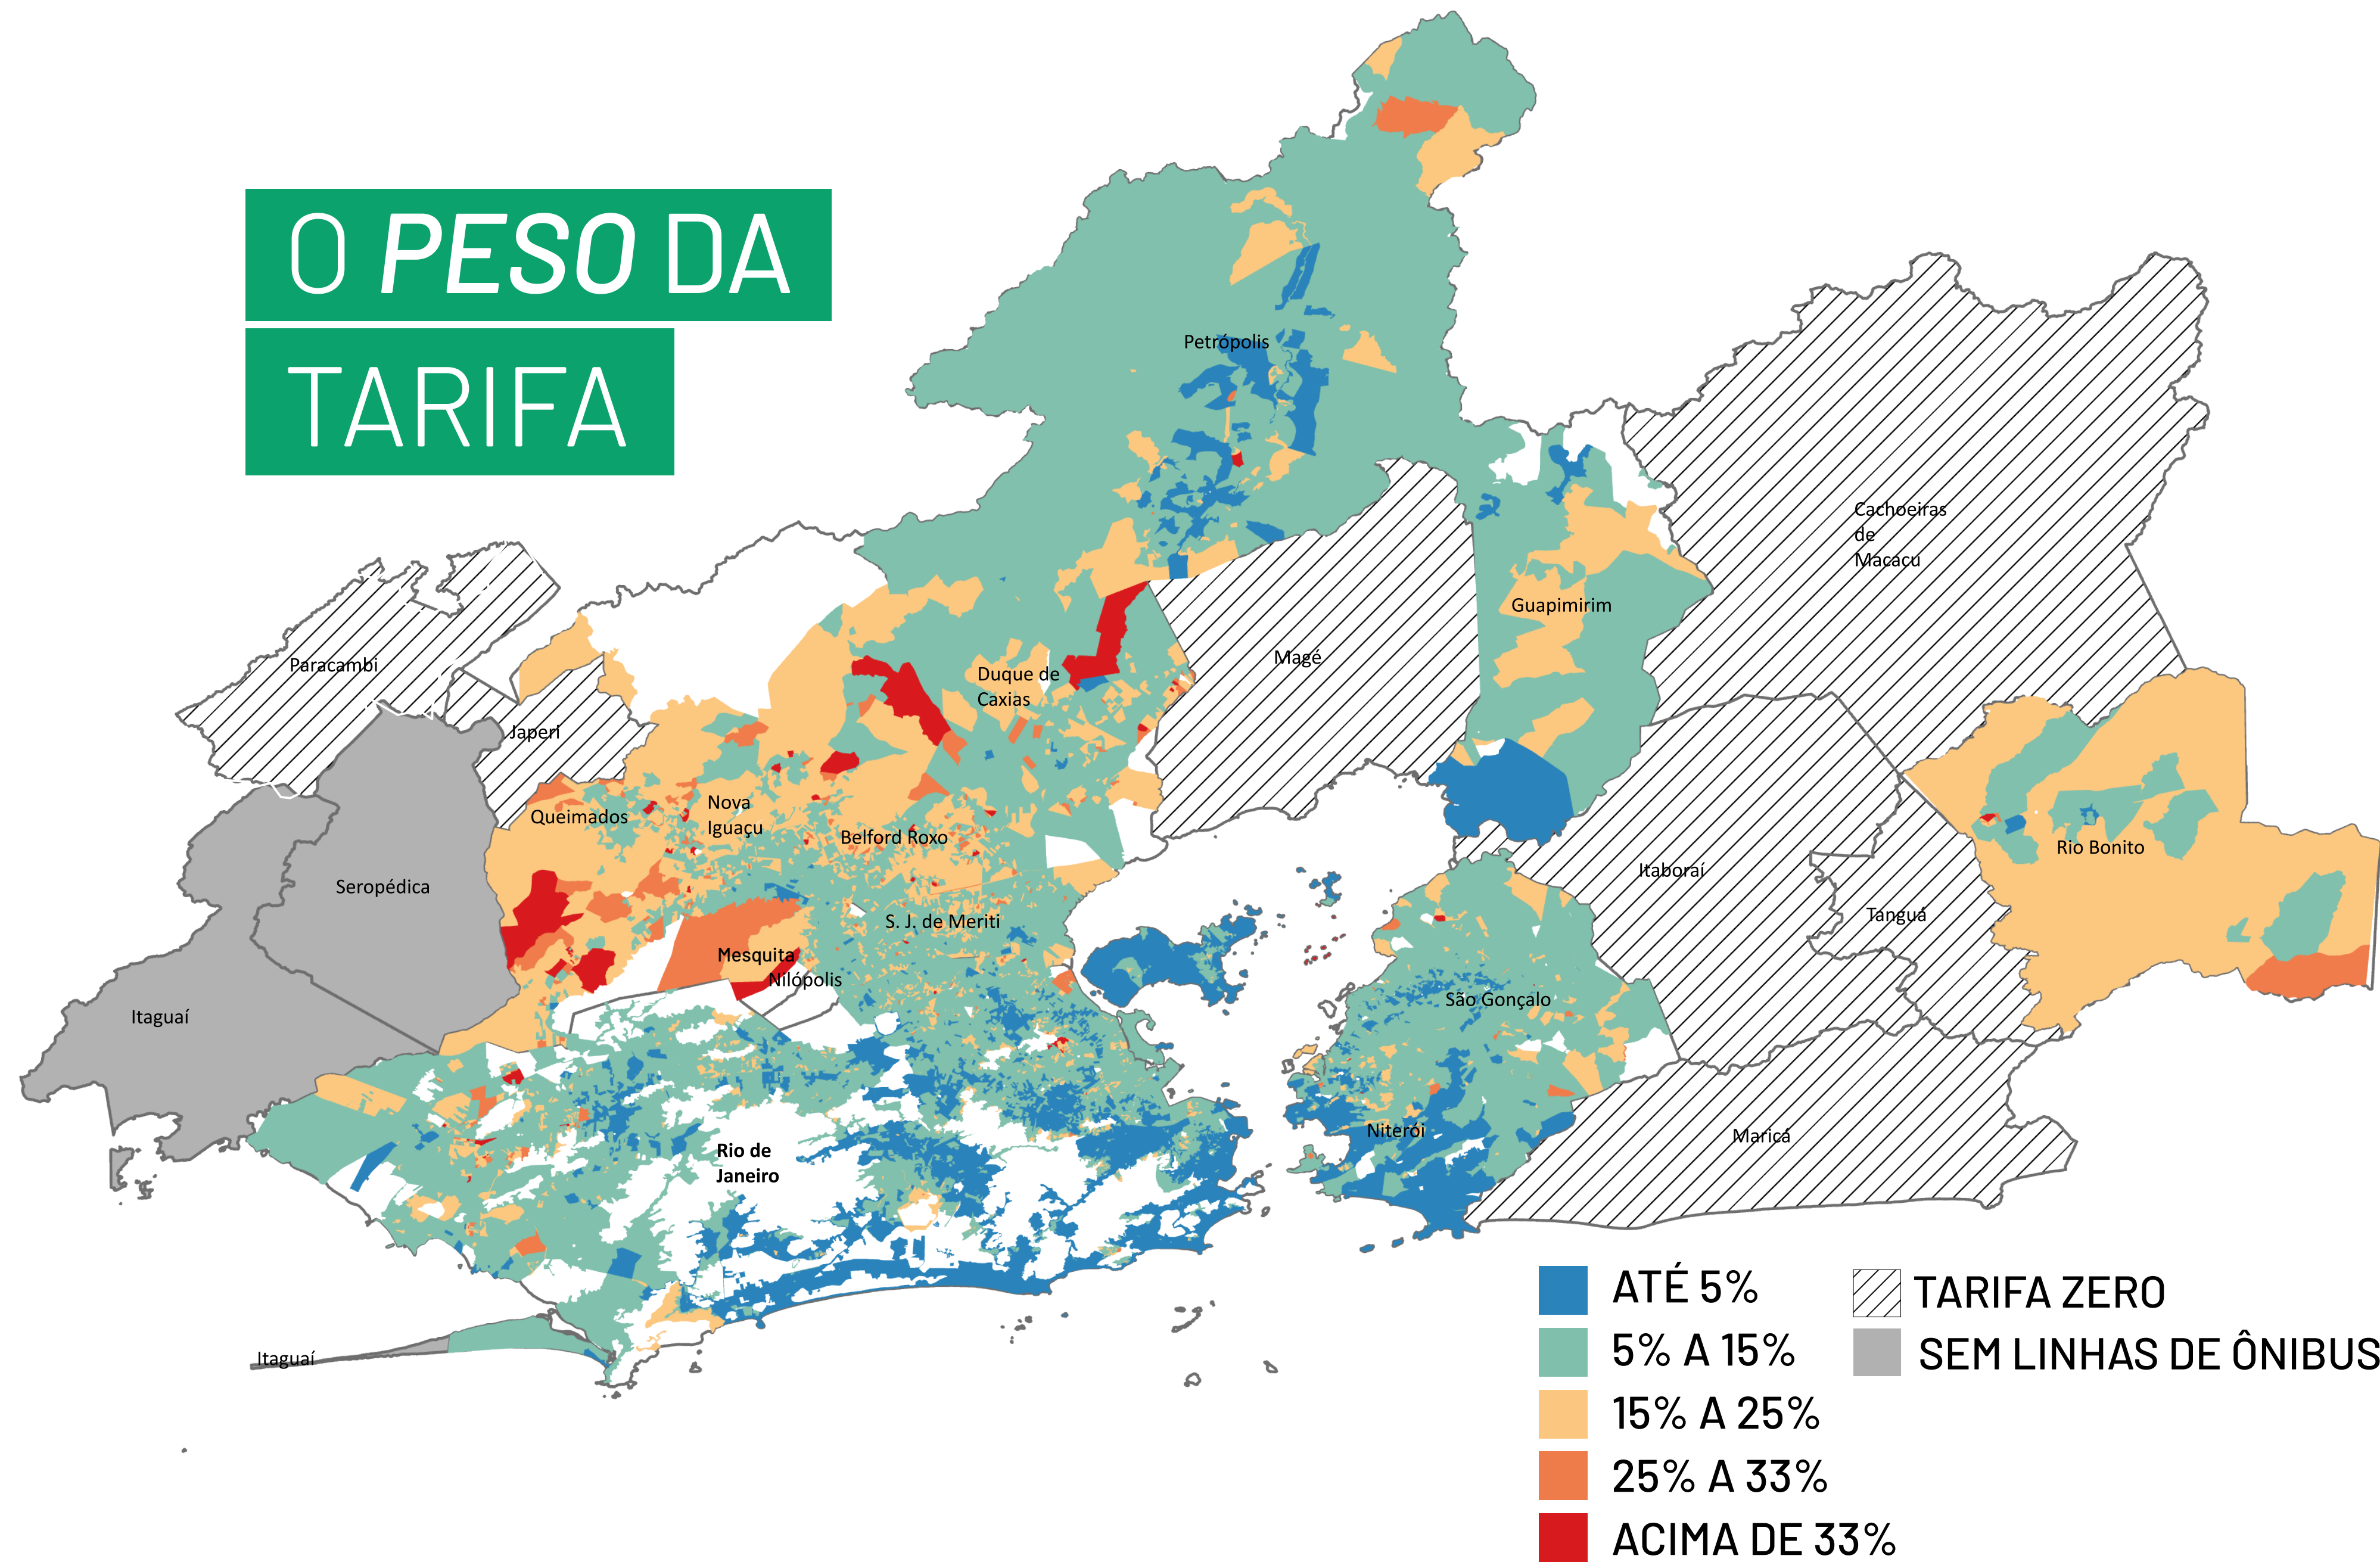 O PESO DA
TARIFA
Petrópolis
Cachoeiras
de
Macacu
Guapimirim
Paracambi
Magé
Duque de
Caxias
Japeri
Nova
Iguaçu
Queimados
Belford Roxo
Rio Bonito
Itaboraí
Seropédica
Tanguá
S. J. de Meriti
Mesquita
Nilópolis
São Gonçalo
Itaguaí
Niterói
Maricá
Rio de
Janeiro
Itaguaí
ATÉ 5%
5% A 15%
15% A 25%
25% A 33%
ACIMA DE 33%
TARIFA ZERO
SEM LINHAS DE ÔNIBUS